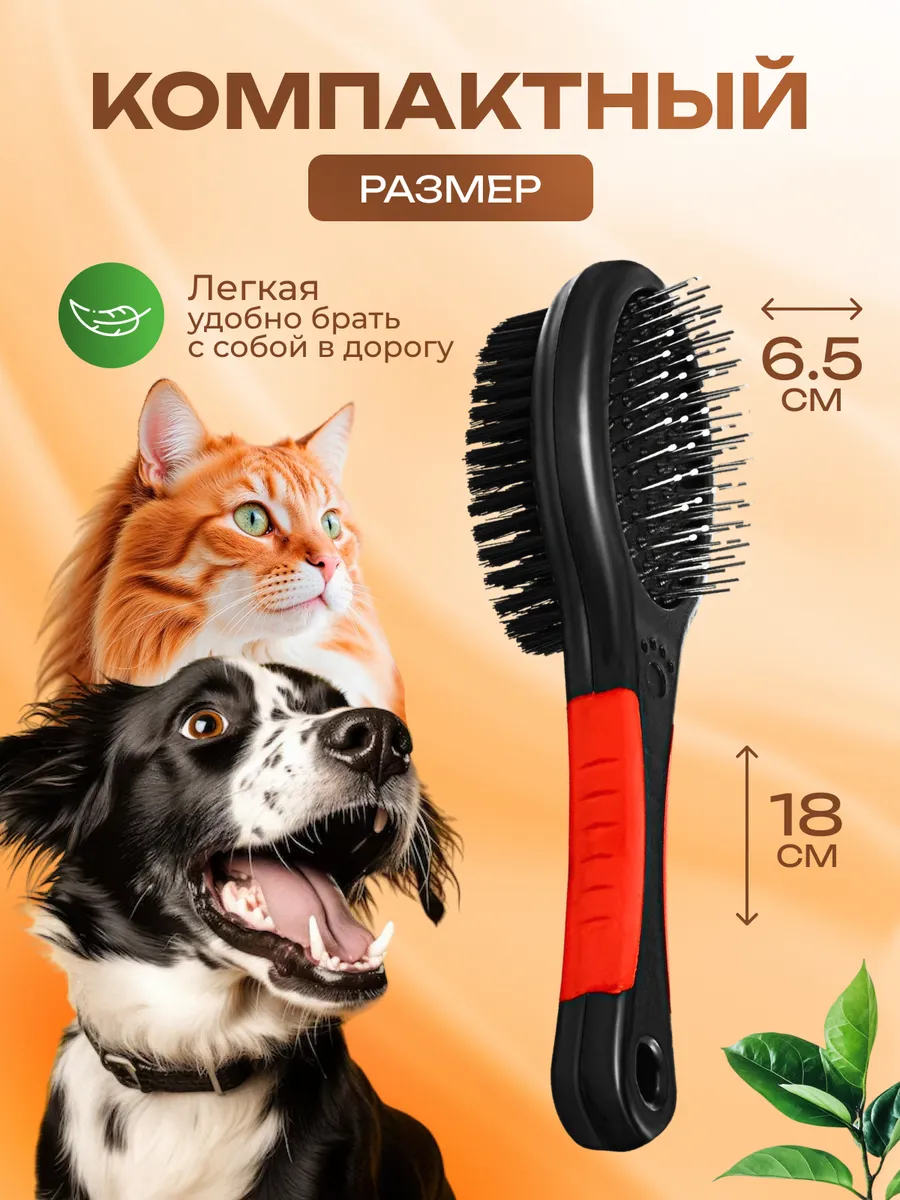 КОМПАКТНЫЙ
РАЗМЕР
Легкая
удобно брать
с собой в дорогу
6.5
СМ
18
СМ